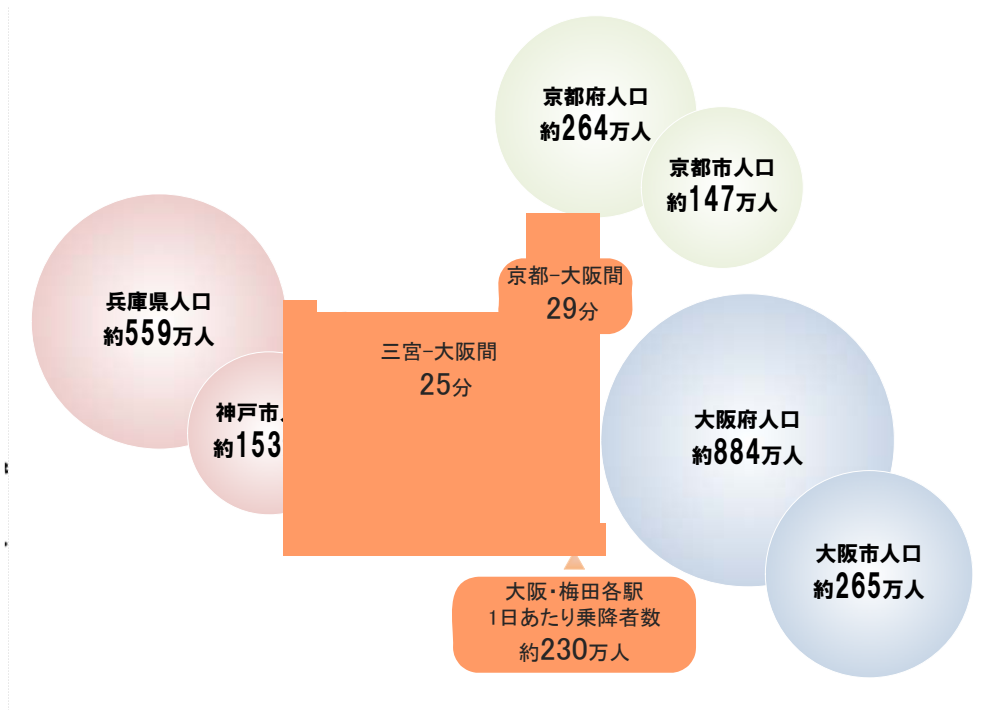 京都府人口
約264万人
京都市人口
約147万人
京都-大阪間
29分
兵庫県人口
約559万人
三宮-大阪間
25分
神戸市
約153
大阪府人口
約884万人
大阪市人口
約265万人
大阪・梅田各駅
1日あたり乗降者数
約230万人